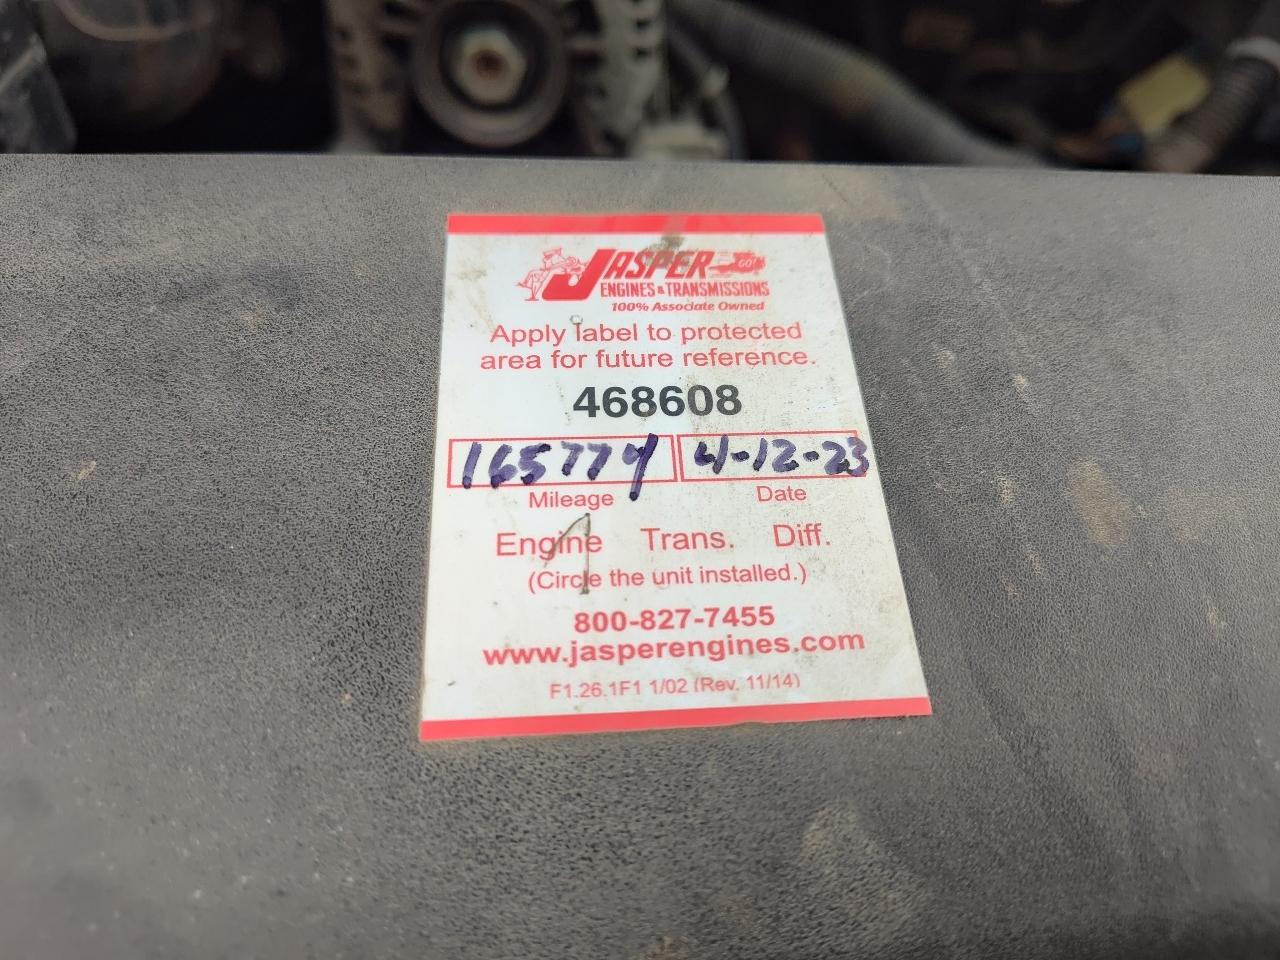 JASPER GO!
ENGINES & TRANSMISSIONS
100% Associate Owned
Apply label to protected
area for future reference.
468608
165774 4-12-23
Mileage Date
Engine Trans. Diff.
(Circle the unit installed.)
800-827-7455
www.jasperengines.com
F1.26.1F1 1/02 (Rev. 11/14)